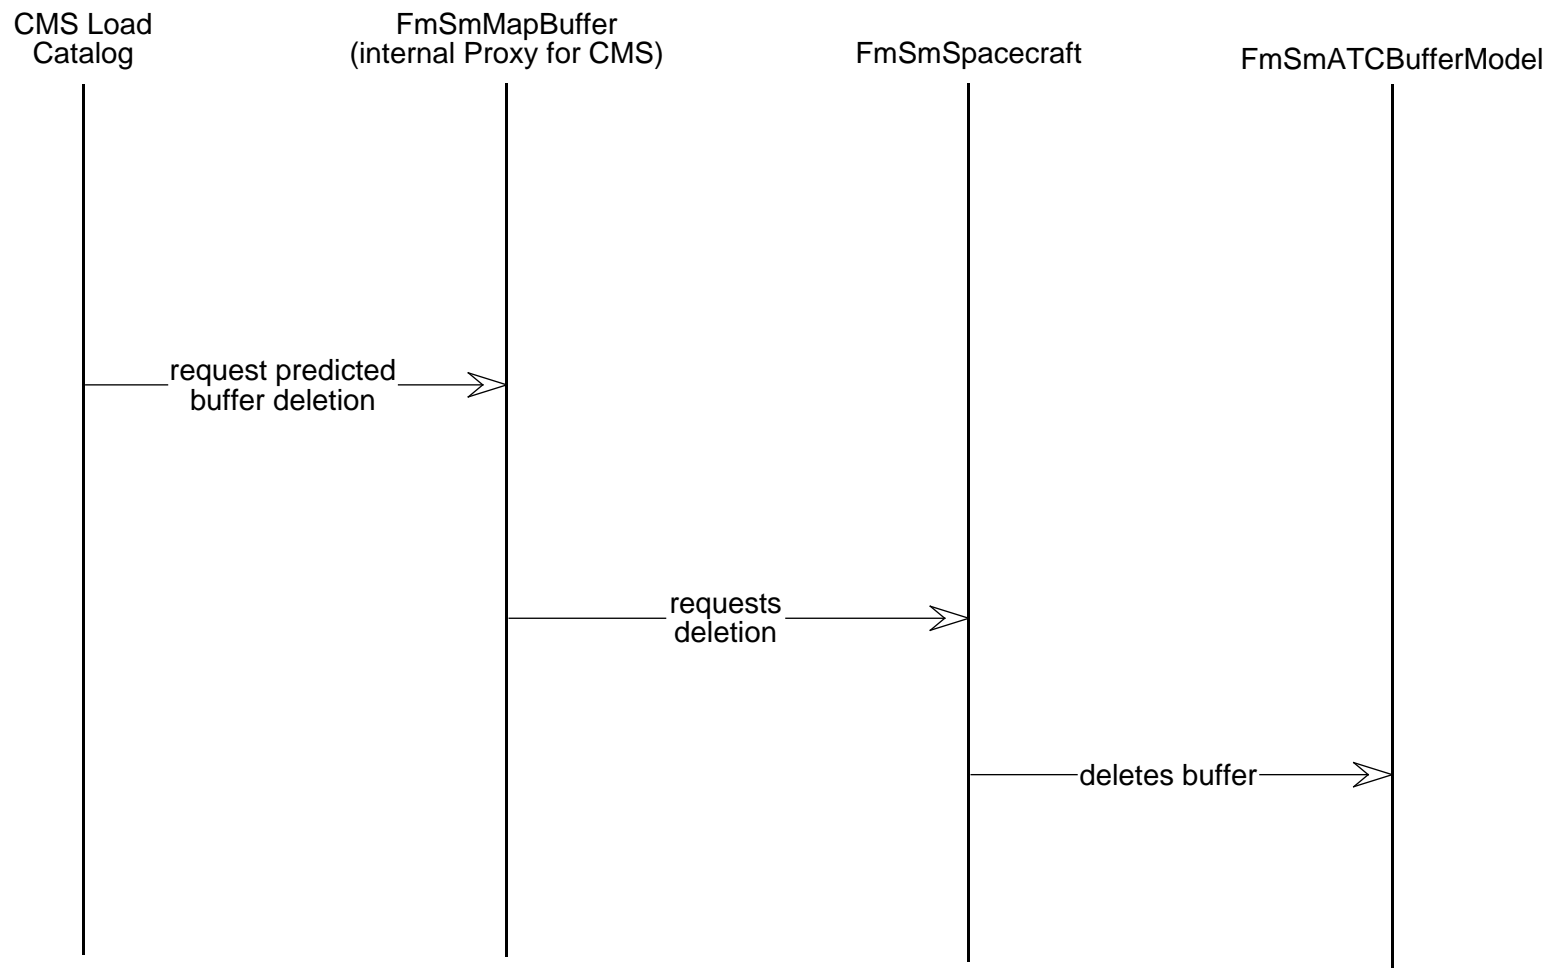 CMS Load
Catalog
FmSmMapBuffer
(internal Proxy for CMS)
FmSmSpacecraft
FmSmATCBufferModel
request predicted
buffer deletion
requests
deletion
deletes buffer